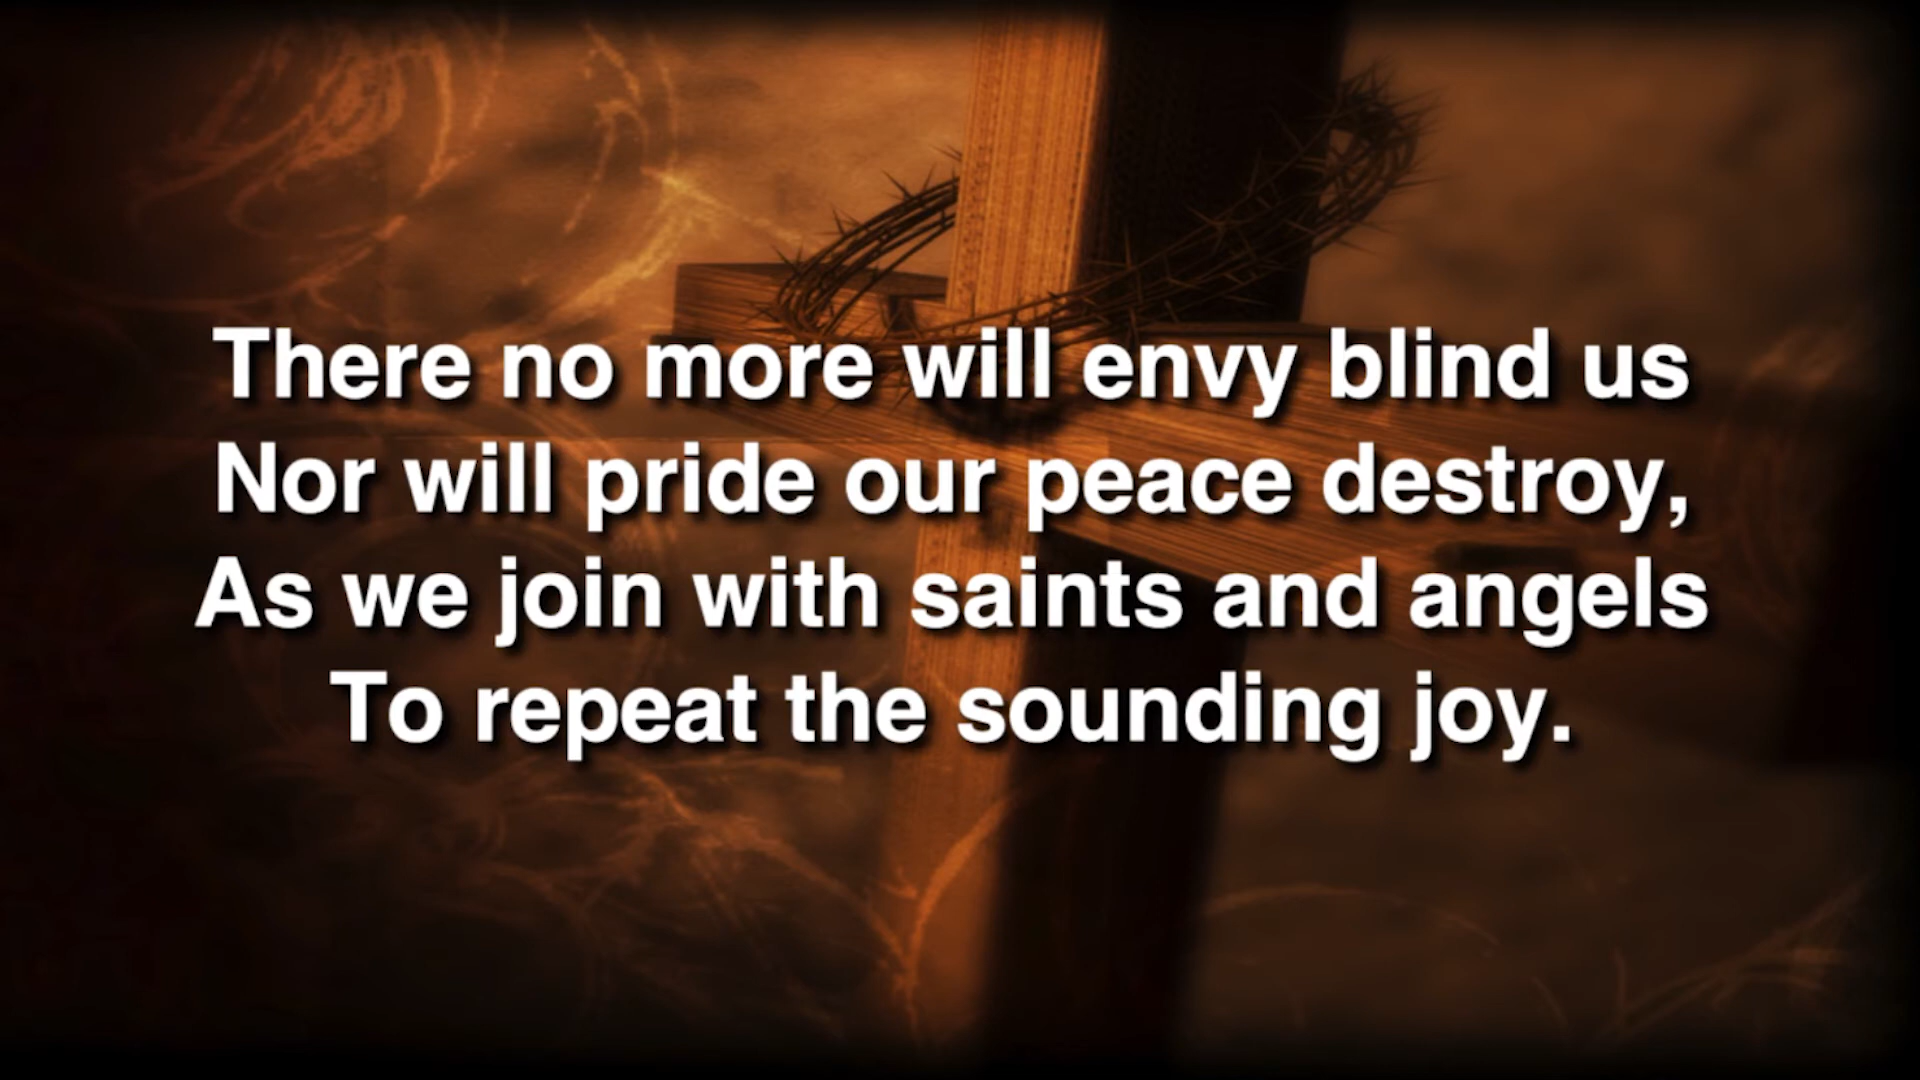 There no more will envy blind us
Nor will pride our peace destroy,
As we join with saints and angels
To repeat the sounding joy.